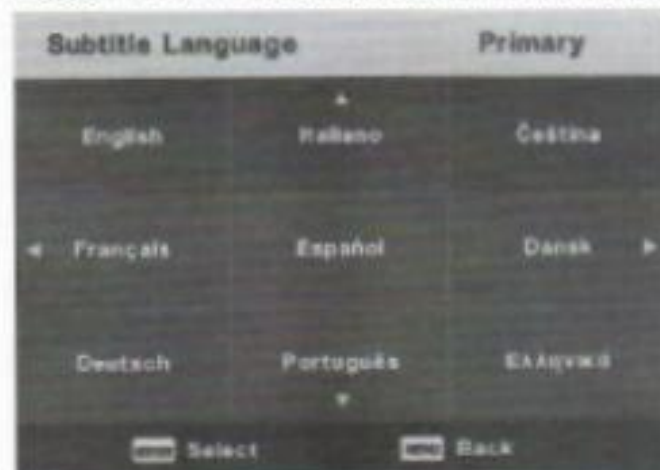 Subtitle Language Primary
English Italiano Čeština
Français Español Dansk
Deutsch Português Ελληνικά
Select Back